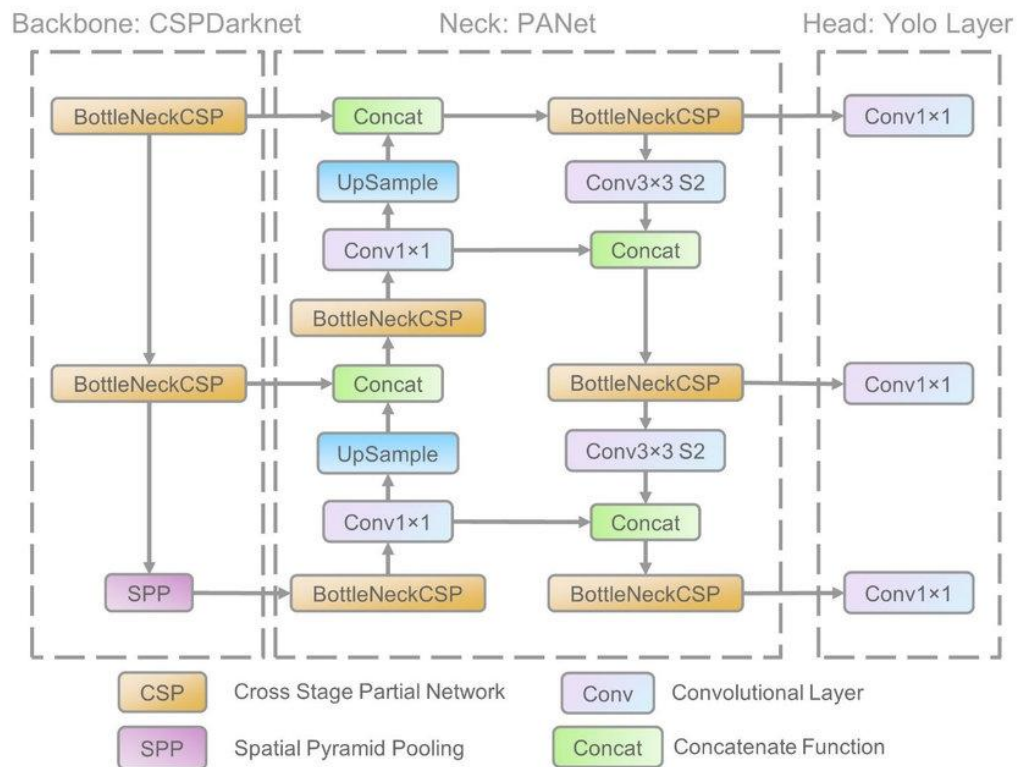 Backbone: CSPDarknet
Neck: PANet
Head: Yolo Layer
BottleNeckCSP
Concat
BottleNeckCSP
Conv1×1
UpSample
Conv3×3 S2
Conv1×1
Concat
BottleNeckCSP
BottleNeckCSP
Concat
BottleNeckCSP
Conv1×1
UpSample
Conv3×3 S2
Conv1×1
Concat
SPP
BottleNeckCSP
BottleNeckCSP
Conv1×1
CSP
Cross Stage Partial Network
Conv
Convolutional Layer
SPP
Spatial Pyramid Pooling
Concat
Concatenate Function